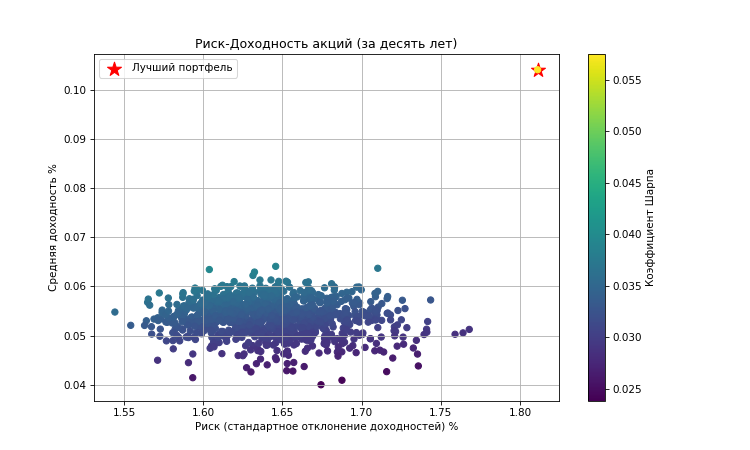 Риск-Доходность акций (за десять лет)
Лучший портфель
0.10
0.09
0.08
0.07
0.06
0.05
0.04
Средняя доходность %
1.55 1.60 1.65 1.70 1.75 1.80
Риск (стандартное отклонение доходностей) %
0.055
0.050
0.045
0.040
0.035
0.030
0.025
Коэффициент Шарпа